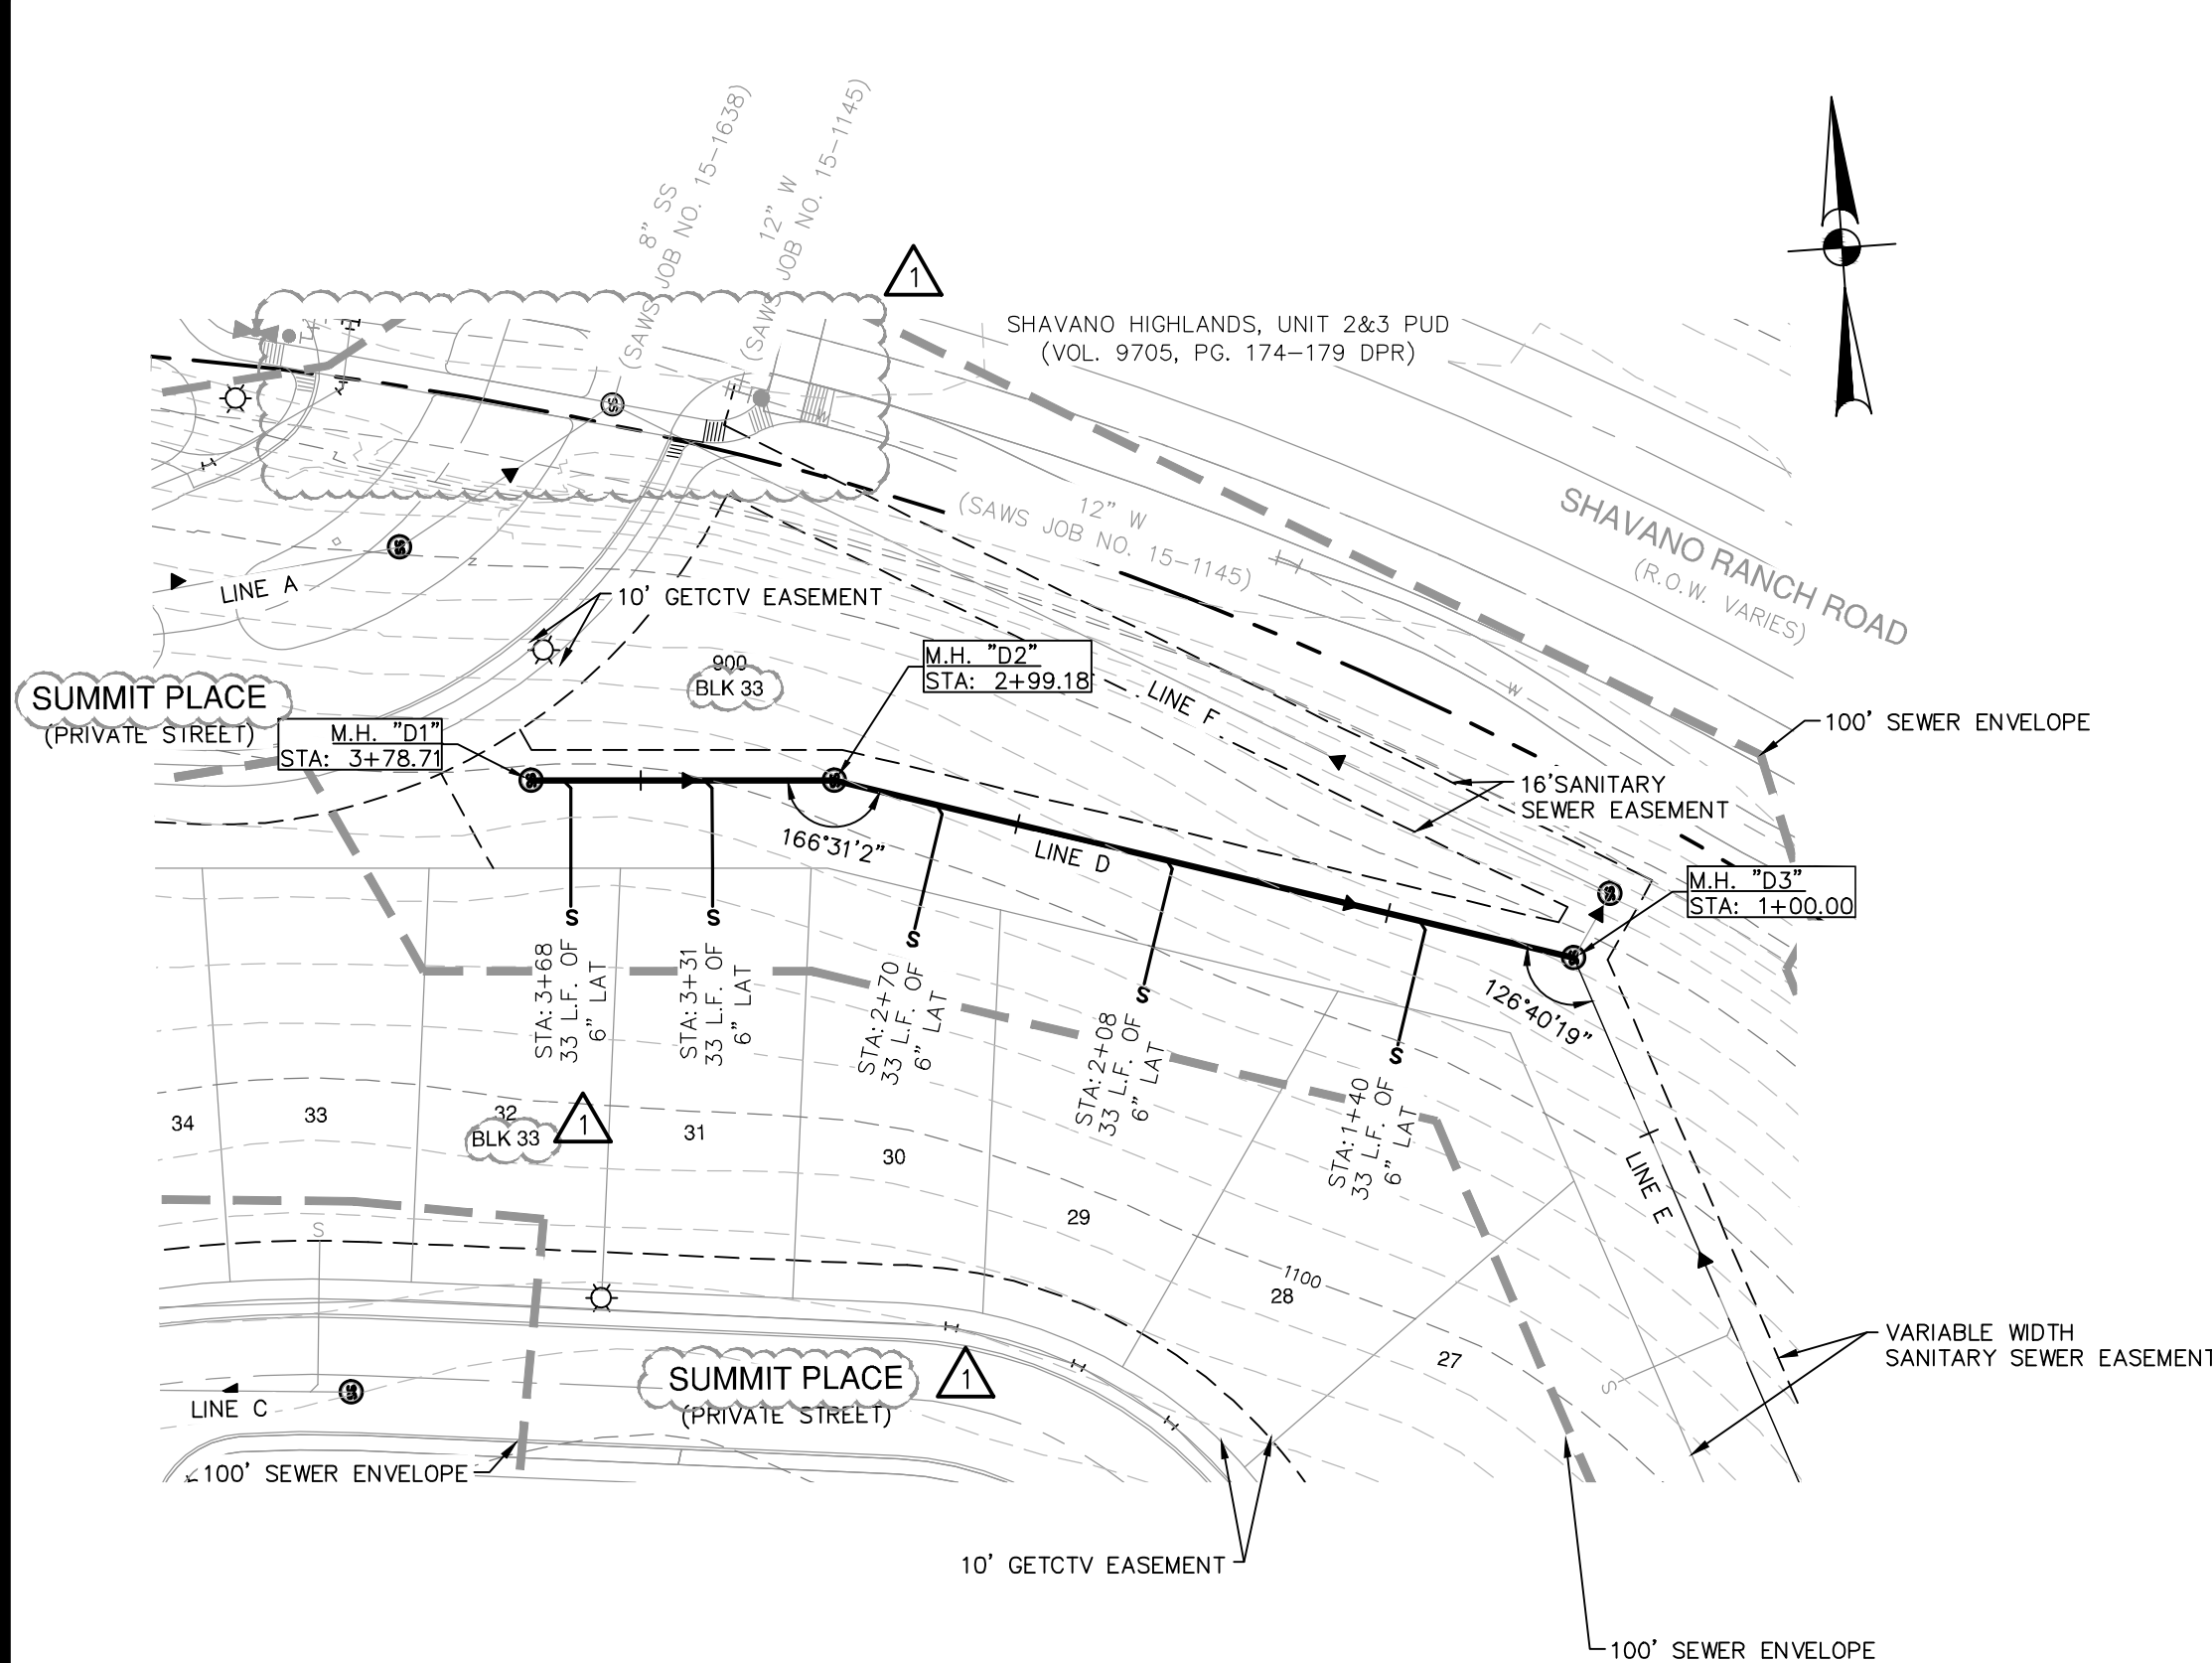 8" SS
(SAWS JOB NO. 15-1638)
12" W
(SAWS JOB NO. 15-1145)
1
SHAVANO HIGHLANDS, UNIT 2&3 PUD
(VOL. 9705, PG. 174-179 DPR)
SHAVANO RANCH ROAD
(R.O.W. VARIES)
12" W
(SAWS JOB NO. 15-1145)
SS
SS
W
LINE A
10' GETCTV EASEMENT
900
BLK 33
M.H. "D2"
STA: 2+99.18
LINE F
W
SUMMIT PLACE
(PRIVATE STREET)
M.H. "D1"
STA: 3+78.71
100' SEWER ENVELOPE
16'SANITARY
SEWER EASEMENT
166°31'2"
LINE D
M.H. "D3"
STA: 1+00.00
126°40'19"
S
S
S
S
S
STA: 3+68
33 L.F. OF
6" LAT
STA: 3+31
33 L.F. OF
6" LAT
STA: 2+70
33 L.F. OF
6" LAT
STA: 2+08
33 L.F. OF
6" LAT
STA: 1+40
33 L.F. OF
6" LAT
34
33
32
BLK 33
1
31
30
29
28
1100
27
LINE E
S
S
VARIABLE WIDTH
SANITARY SEWER EASEMENT
SUMMIT PLACE
(PRIVATE STREET)
1
LINE C
100' SEWER ENVELOPE
10' GETCTV EASEMENT
100' SEWER ENVELOPE